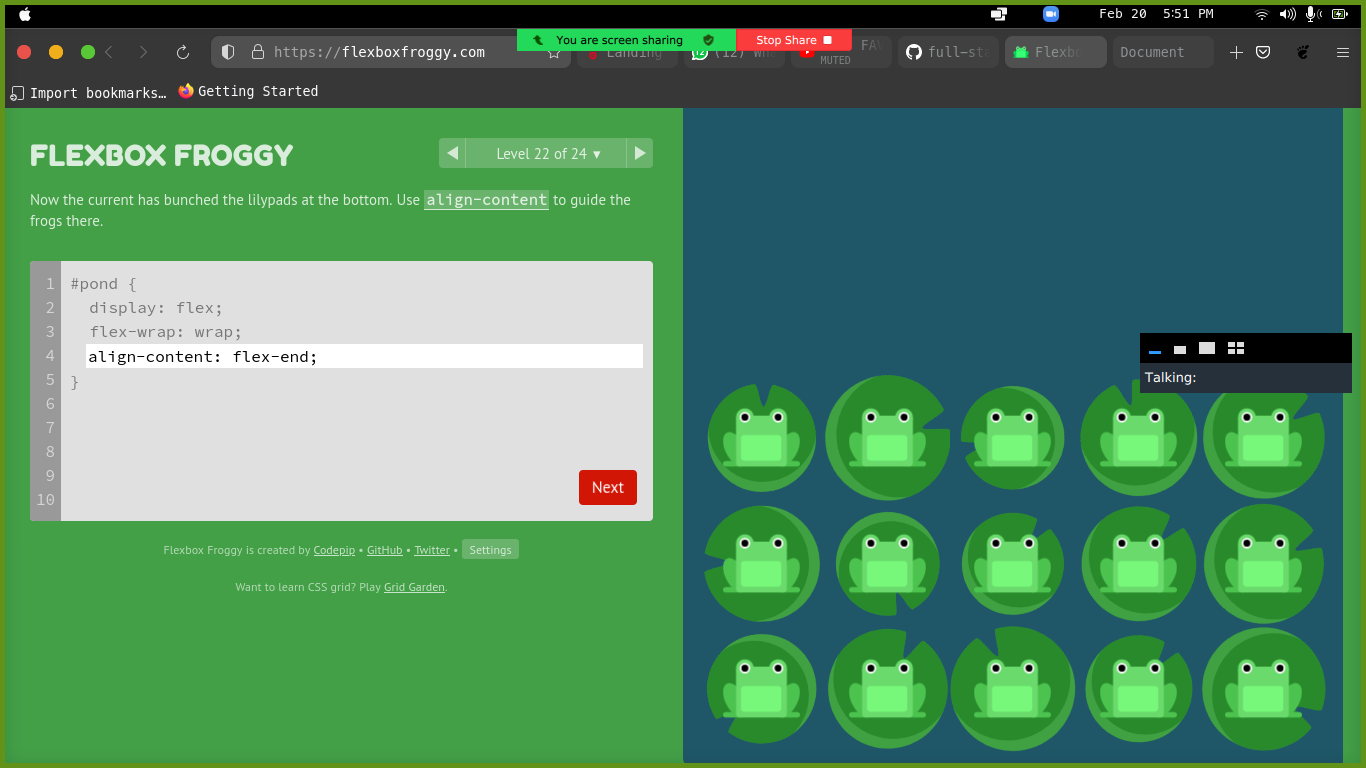 Feb 20 5:51 PM
You are screen sharing Stop Share
https://flexboxfroggy.com Landing (12) Wh FAV MUTED full-st Flexbo Document
Import bookmarks… Getting Started
FLEXBOX FROGGY
Level 22 of 24 ▾
Now the current has bunched the lilypads at the bottom. Use align-content to guide the
frogs there.
1 #pond {
2 display: flex;
3 flex-wrap: wrap;
4 align-content: flex-end;
5 }
6
7
8
9
10
Next
Talking:
Flexbox Froggy is created by Codepip • GitHub • Twitter • Settings
Want to learn CSS grid? Play Grid Garden.